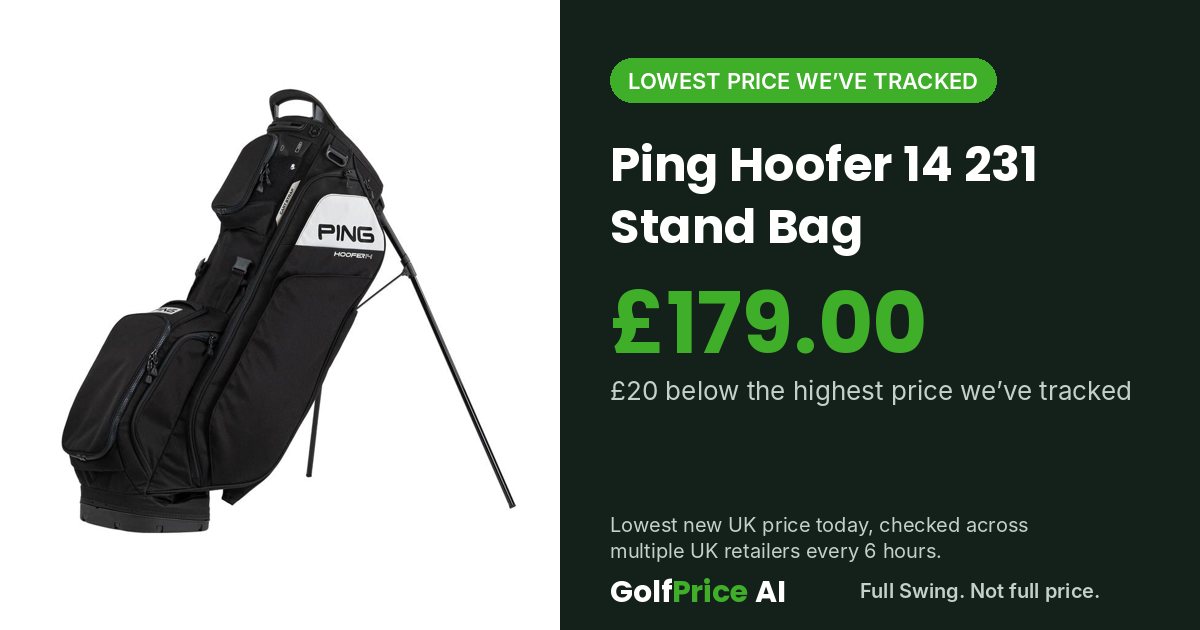 PING
HOOFER14
PING
LOWEST PRICE WE’VE TRACKED
Ping Hoofer 14 231
Stand Bag
£179.00
£20 below the highest price we’ve tracked
Lowest new UK price today, checked across
multiple UK retailers every 6 hours.
GolfPrice AI
Full Swing. Not full price.